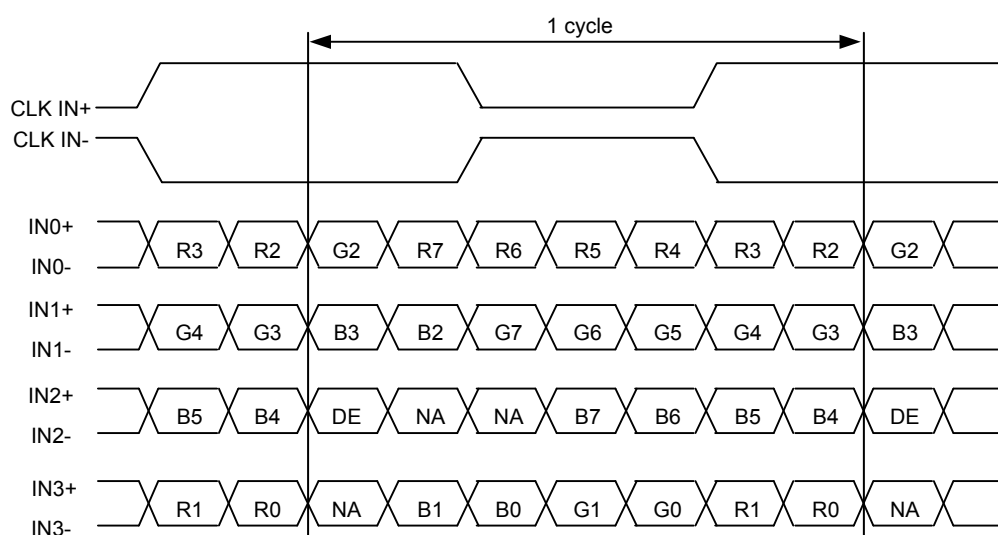 1 cycle
CLK IN+
CLK IN-
IN0+
R3 R2 G2 R7 R6 R5 R4 R3 R2 G2
IN0-
IN1+
G4 G3 B3 B2 G7 G6 G5 G4 G3 B3
IN1-
IN2+
B5 B4 DE NA NA B7 B6 B5 B4 DE
IN2-
IN3+
R1 R0 NA B1 B0 G1 G0 R1 R0 NA
IN3-